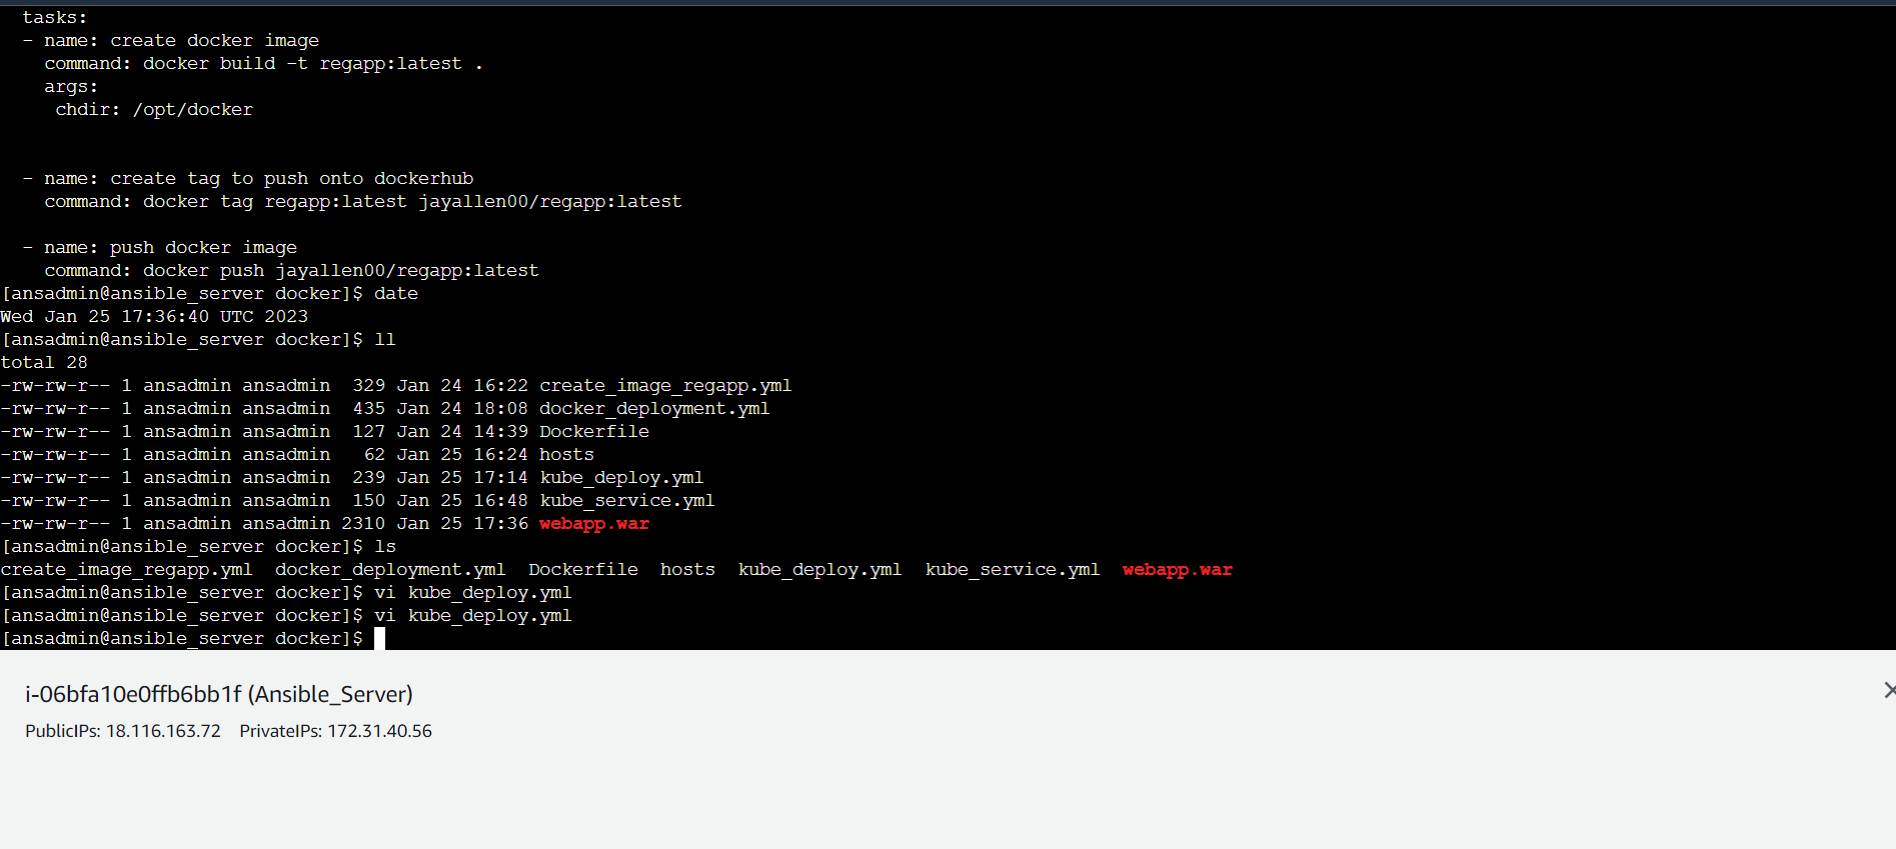 tasks:
  - name: create docker image
    command: docker build -t regapp:latest .
    args:
     chdir: /opt/docker
  - name: create tag to push onto dockerhub
    command: docker tag regapp:latest jayallen00/regapp:latest
  - name: push docker image
    command: docker push jayallen00/regapp:latest
[ansadmin@ansible_server docker]$ date
Wed Jan 25 17:36:40 UTC 2023
[ansadmin@ansible_server docker]$ ll
total 28
-rw-rw-r-- 1 ansadmin ansadmin  329 Jan 24 16:22 create_image_regapp.yml
-rw-rw-r-- 1 ansadmin ansadmin  435 Jan 24 18:08 docker_deployment.yml
-rw-rw-r-- 1 ansadmin ansadmin  127 Jan 24 14:39 Dockerfile
-rw-rw-r-- 1 ansadmin ansadmin   62 Jan 25 16:24 hosts
-rw-rw-r-- 1 ansadmin ansadmin  239 Jan 25 17:14 kube_deploy.yml
-rw-rw-r-- 1 ansadmin ansadmin  150 Jan 25 16:48 kube_service.yml
-rw-rw-r-- 1 ansadmin ansadmin 2310 Jan 25 17:36 webapp.war
[ansadmin@ansible_server docker]$ ls
create_image_regapp.yml  docker_deployment.yml  Dockerfile  hosts  kube_deploy.yml  kube_service.yml  webapp.war
[ansadmin@ansible_server docker]$ vi kube_deploy.yml
[ansadmin@ansible_server docker]$ vi kube_deploy.yml
[ansadmin@ansible_server docker]$
i-06bfa10e0ffb6bb1f (Ansible_Server)
PublicIPs: 18.116.163.72   PrivateIPs: 172.31.40.56